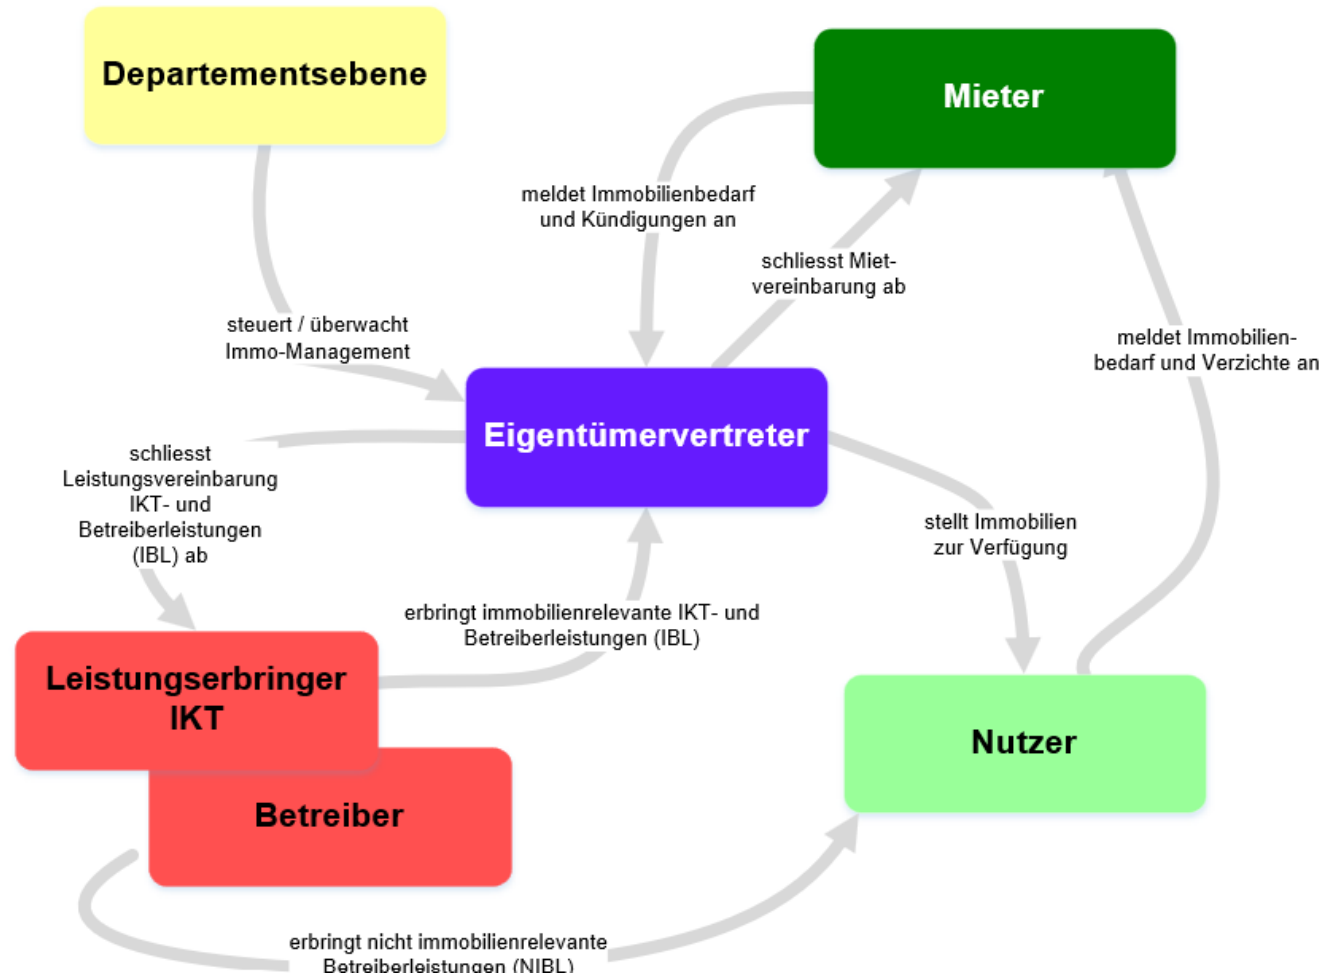 Departementsebene
Mieter
meldet Immobilienbedarf
und Kündigungen an
schliesst Miet-
vereinbarung ab
steuert / überwacht
Immo-Management
meldet Immobilien-
bedarf und Verzichte an
Eigentümervertreter
schliesst
Leistungsvereinbarung
IKT- und
Betreiberleistungen
(IBL) ab
stellt Immobilien
zur Verfügung
erbringt immobilienrelevante IKT- und
Betreiberleistungen (IBL)
Leistungserbringer
IKT
Nutzer
Betreiber
erbringt nicht immobilienrelevante
Betreiberleistungen (NIBL)